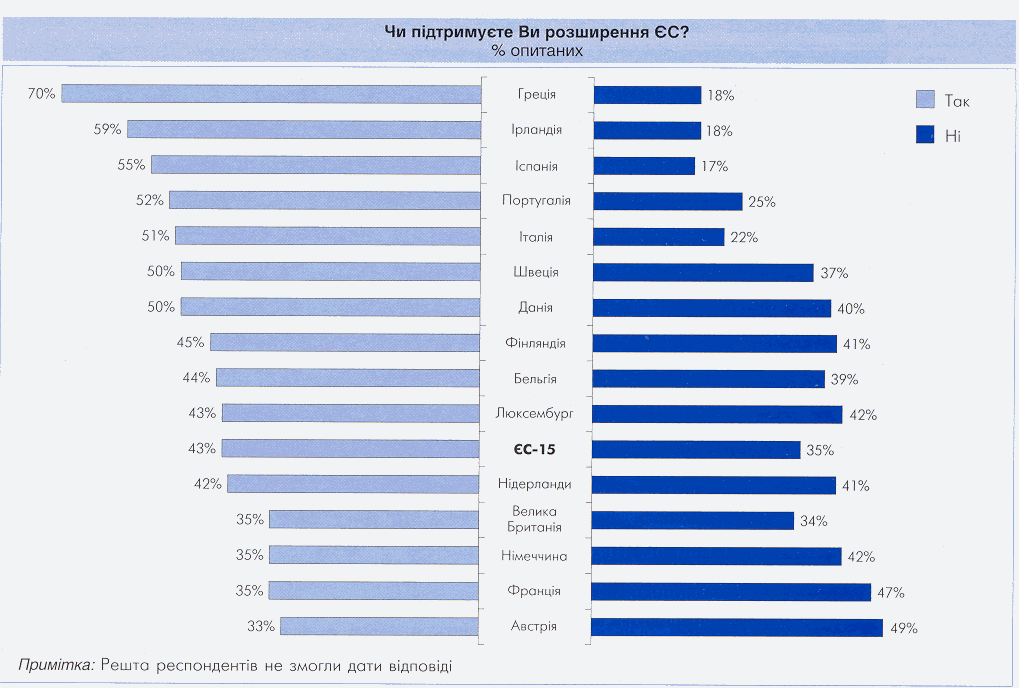 Чи підтримуєте Ви розширення ЄС?
% опитаних
70% Греція 18%
59% Ірландія 18%
55% Іспанія 17%
52% Португалія 25%
51% Італія 22%
50% Швеція 37%
50% Данія 40%
45% Фінляндія 41%
44% Бельгія 39%
43% Люксембург 42%
43% ЄС-15 35%
42% Нідерланди 41%
35% Велика
Британія 34%
35% Німеччина 42%
35% Франція 47%
33% Австрія 49%
Так
Ні
Примітка: Решта респондентів не змогли дати відповіді